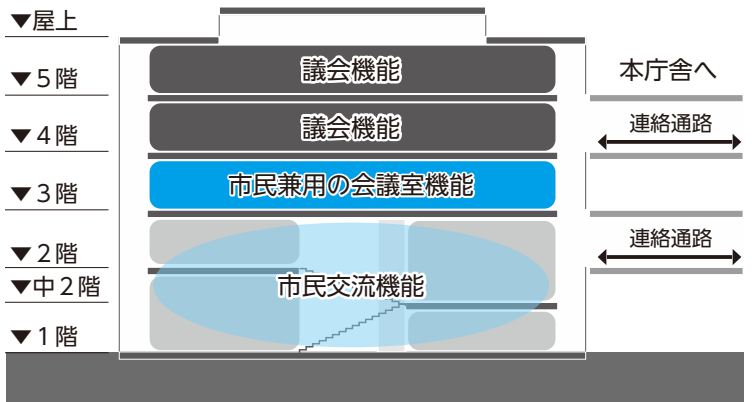 ▼屋上
▼5階
議会機能
本庁舎へ
▼4階
議会機能
連絡通路
▼3階
市民兼用の会議室機能
▼2階
連絡通路
▼中2階
市民交流機能
▼1階